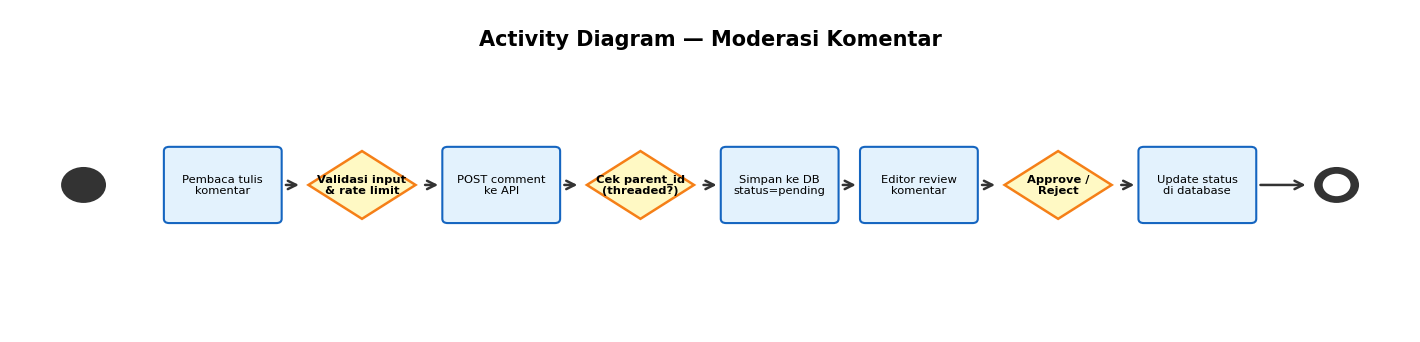 Activity Diagram — Moderasi Komentar
Pembaca tulis
komentar
Validasi input
& rate limit
POST comment
ke API
Cek parent_id
(threaded?)
Simpan ke DB
status=pending
Editor review
komentar
Approve /
Reject
Update status
di database